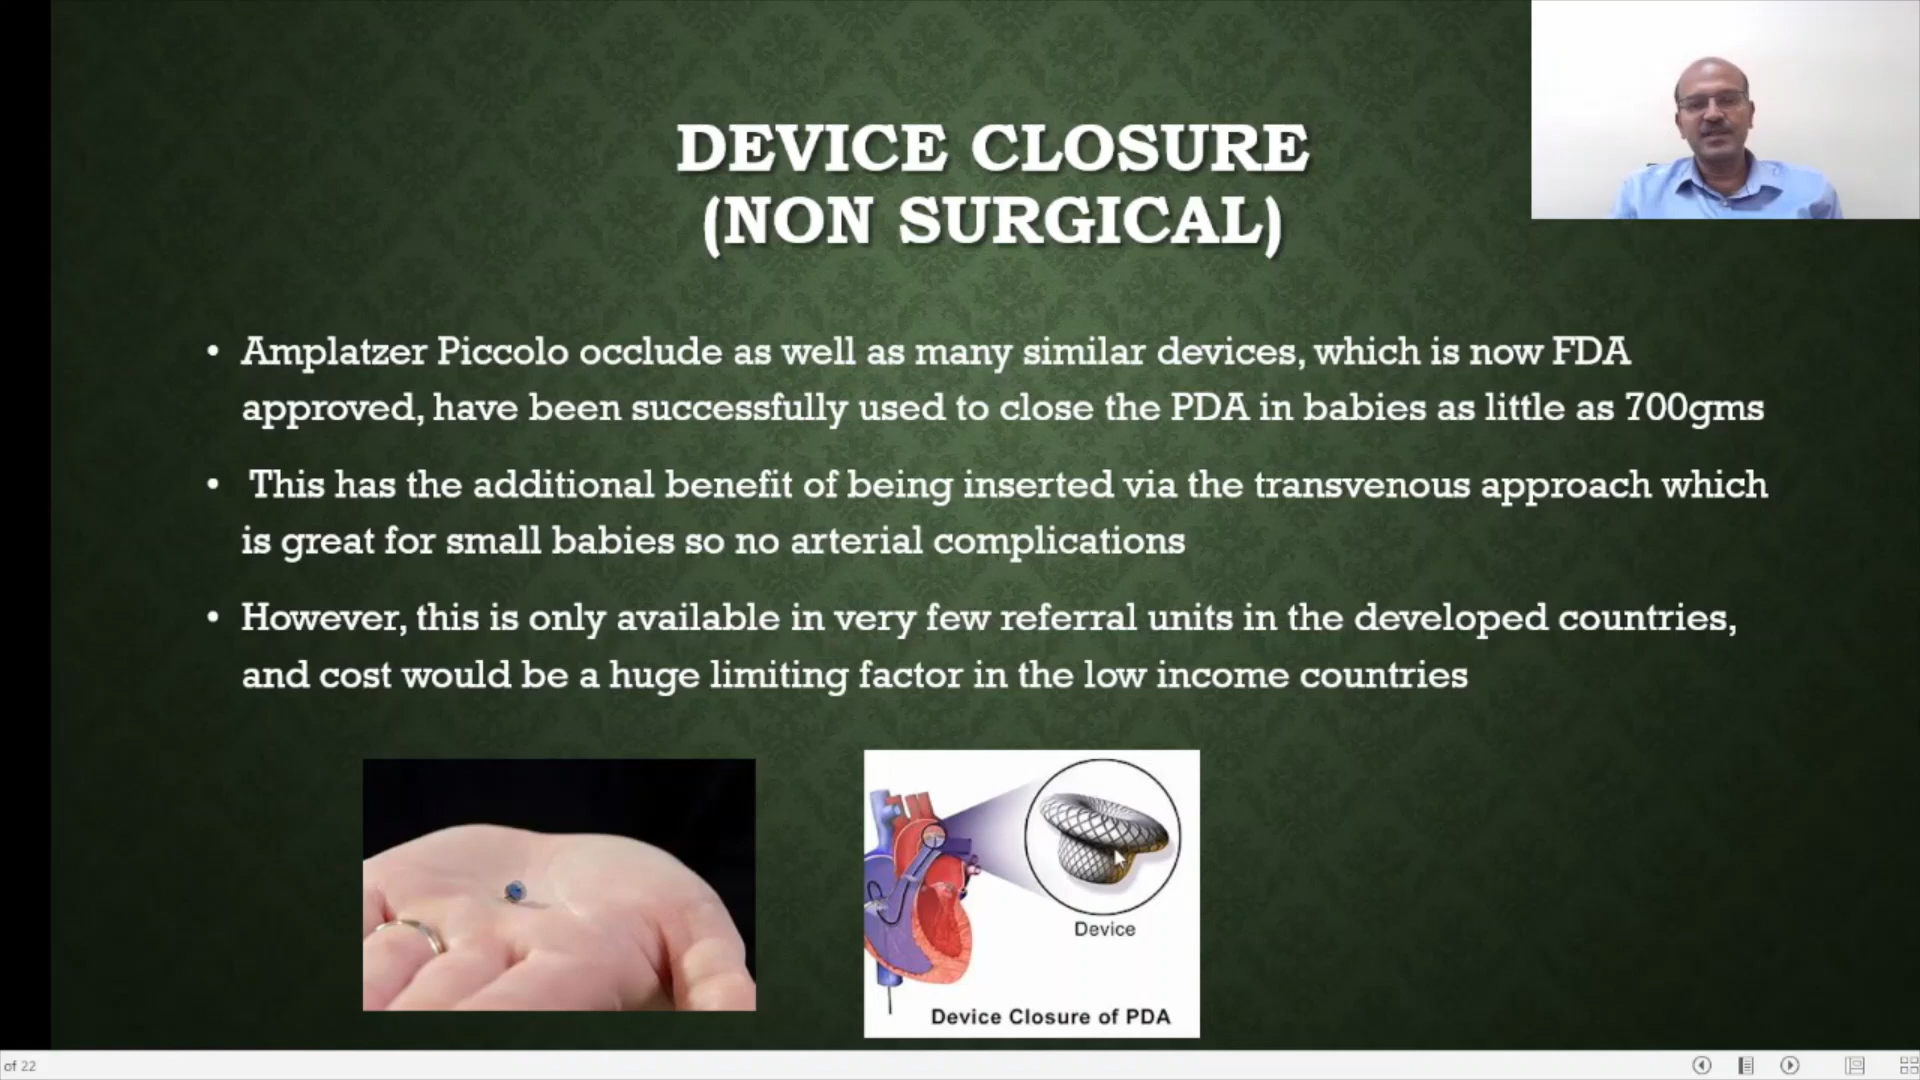 DEVICE CLOSURE
(NON SURGICAL)
• Amplatzer Piccolo occlude as well as many similar devices, which is now FDA
approved, have been successfully used to close the PDA in babies as little as 700gms
• This has the additional benefit of being inserted via the transvenous approach which
is great for small babies so no arterial complications
• However, this is only available in very few referral units in the developed countries,
and cost would be a huge limiting factor in the low income countries
Device
Device Closure of PDA
of 22